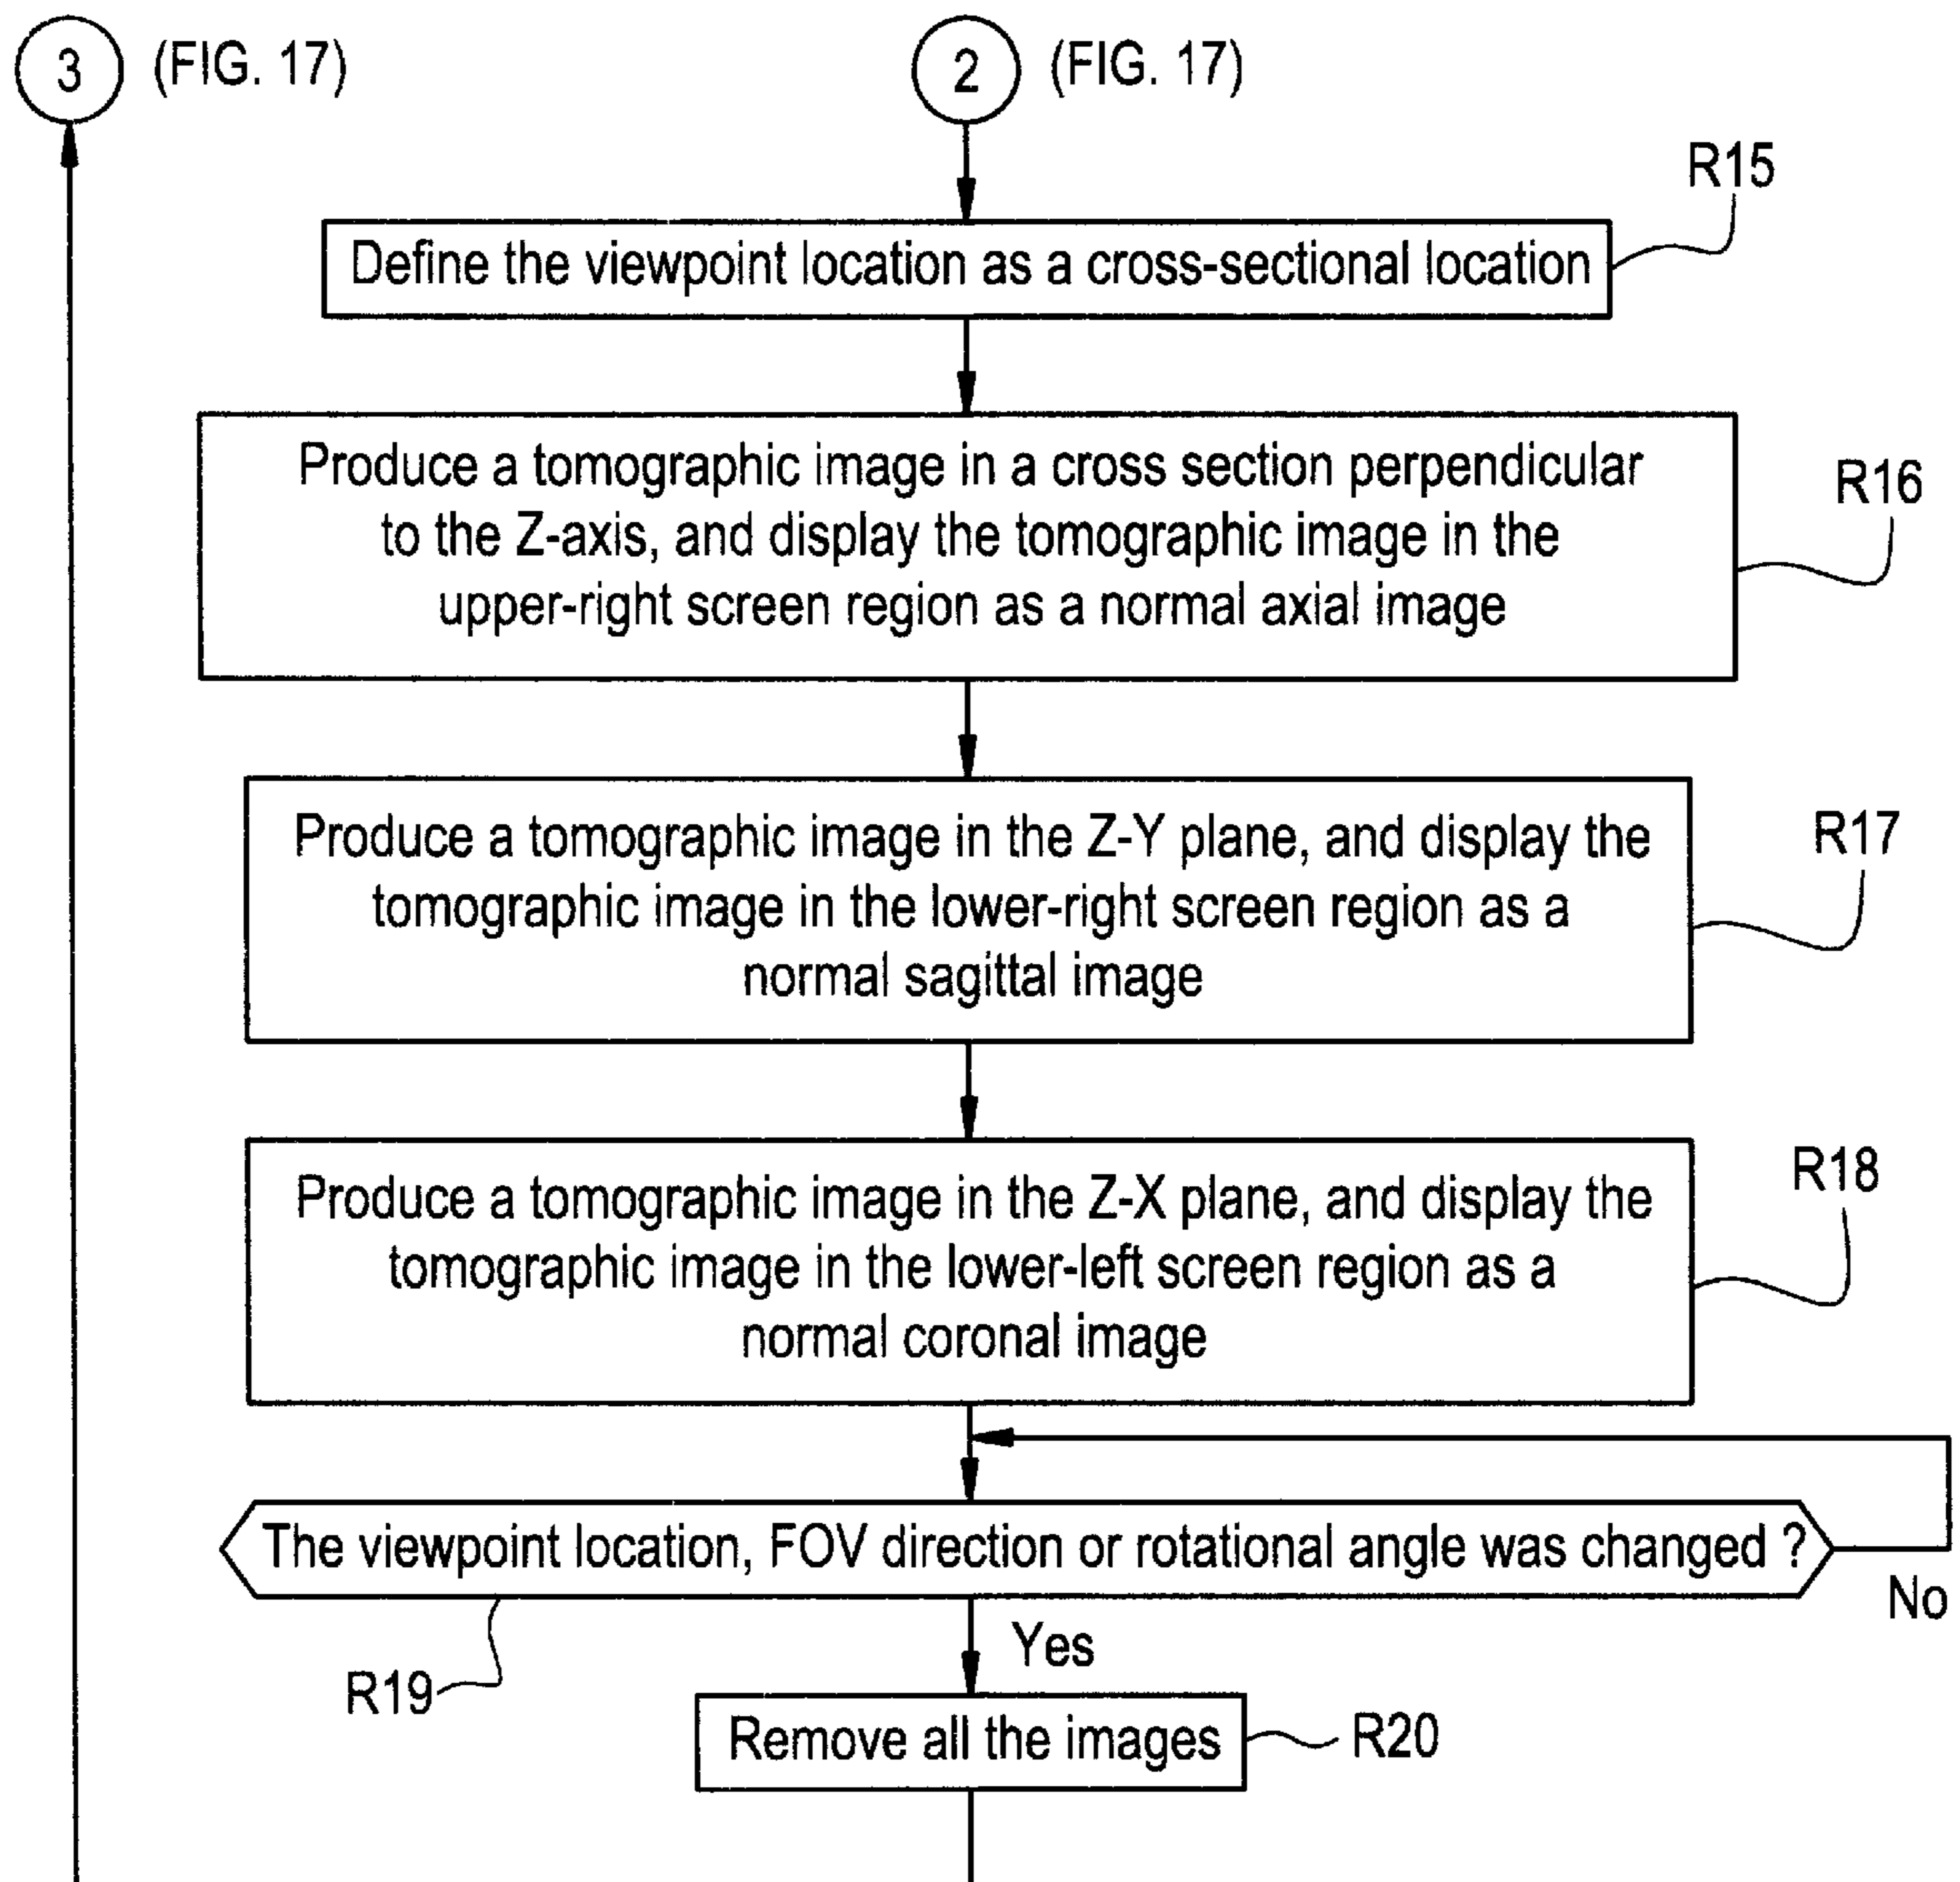 3 (FIG. 17)
2 (FIG. 17)
R15
Define the viewpoint location as a cross-sectional location
Produce a tomographic image in a cross section perpendicular
to the Z-axis, and display the tomographic image in the
upper-right screen region as a normal axial image
R16
Produce a tomographic image in the Z-Y plane, and display the
tomographic image in the lower-right screen region as a
normal sagittal image
R17
Produce a tomographic image in the Z-X plane, and display the
tomographic image in the lower-left screen region as a
normal coronal image
R18
The viewpoint location, FOV direction or rotational angle was changed ?
No
Yes
R19
Remove all the images
R20